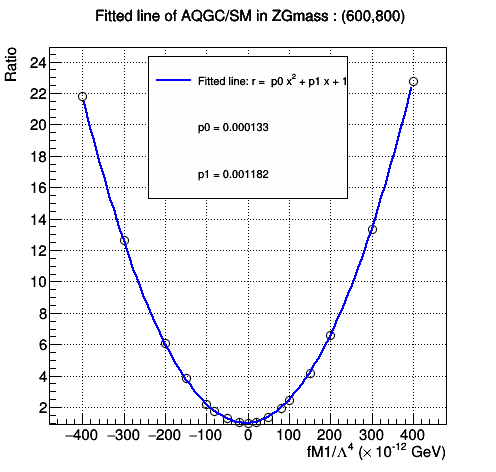 Fitted line of AQGC/SM in ZGmass : (600,800)
Ratio
Fitted line: r = p0 x² + p1 x + 1
p0 = 0.000133
p1 = 0.001182
24
22
20
18
16
14
12
10
8
6
4
2
−400 −300 −200 −100 0 100 200 300 400
fM1/Λ⁴ (× 10⁻¹² GeV)